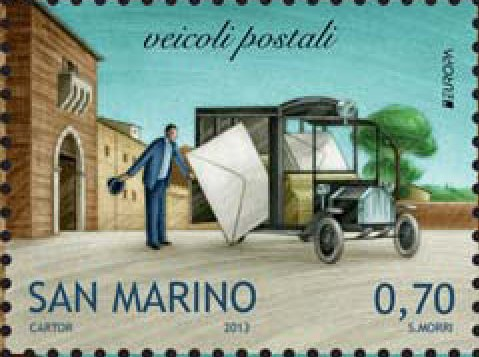 veicoli postali
EUROPA
SAN MARINO
0,70
CARTOR
2013
S.MORRI